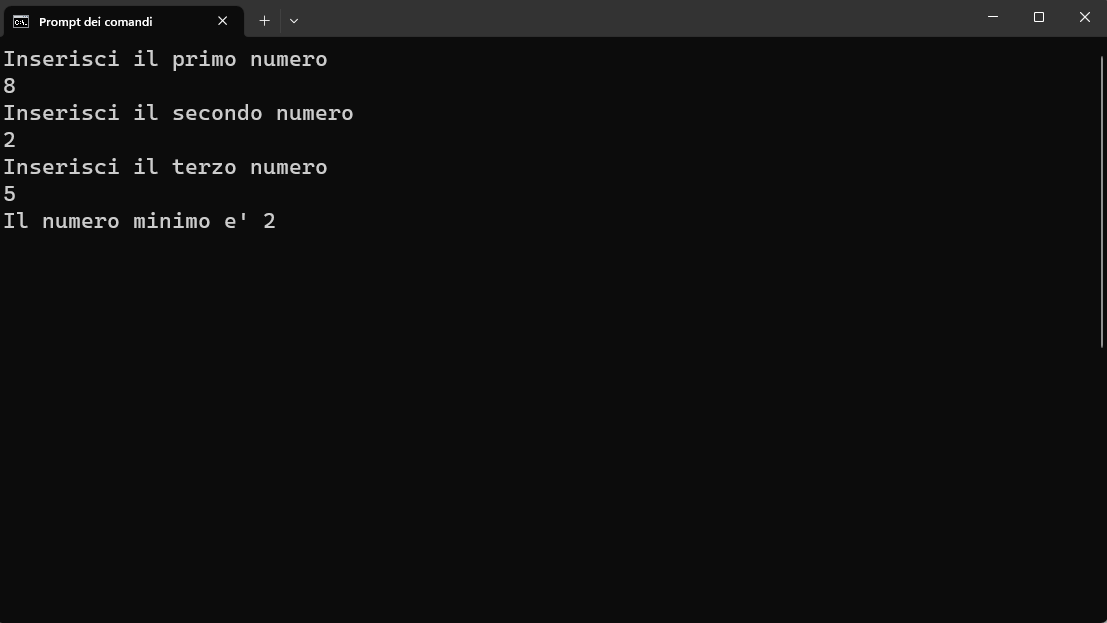 Prompt dei comandi
Inserisci il primo numero
8
Inserisci il secondo numero
2
Inserisci il terzo numero
5
Il numero minimo e' 2